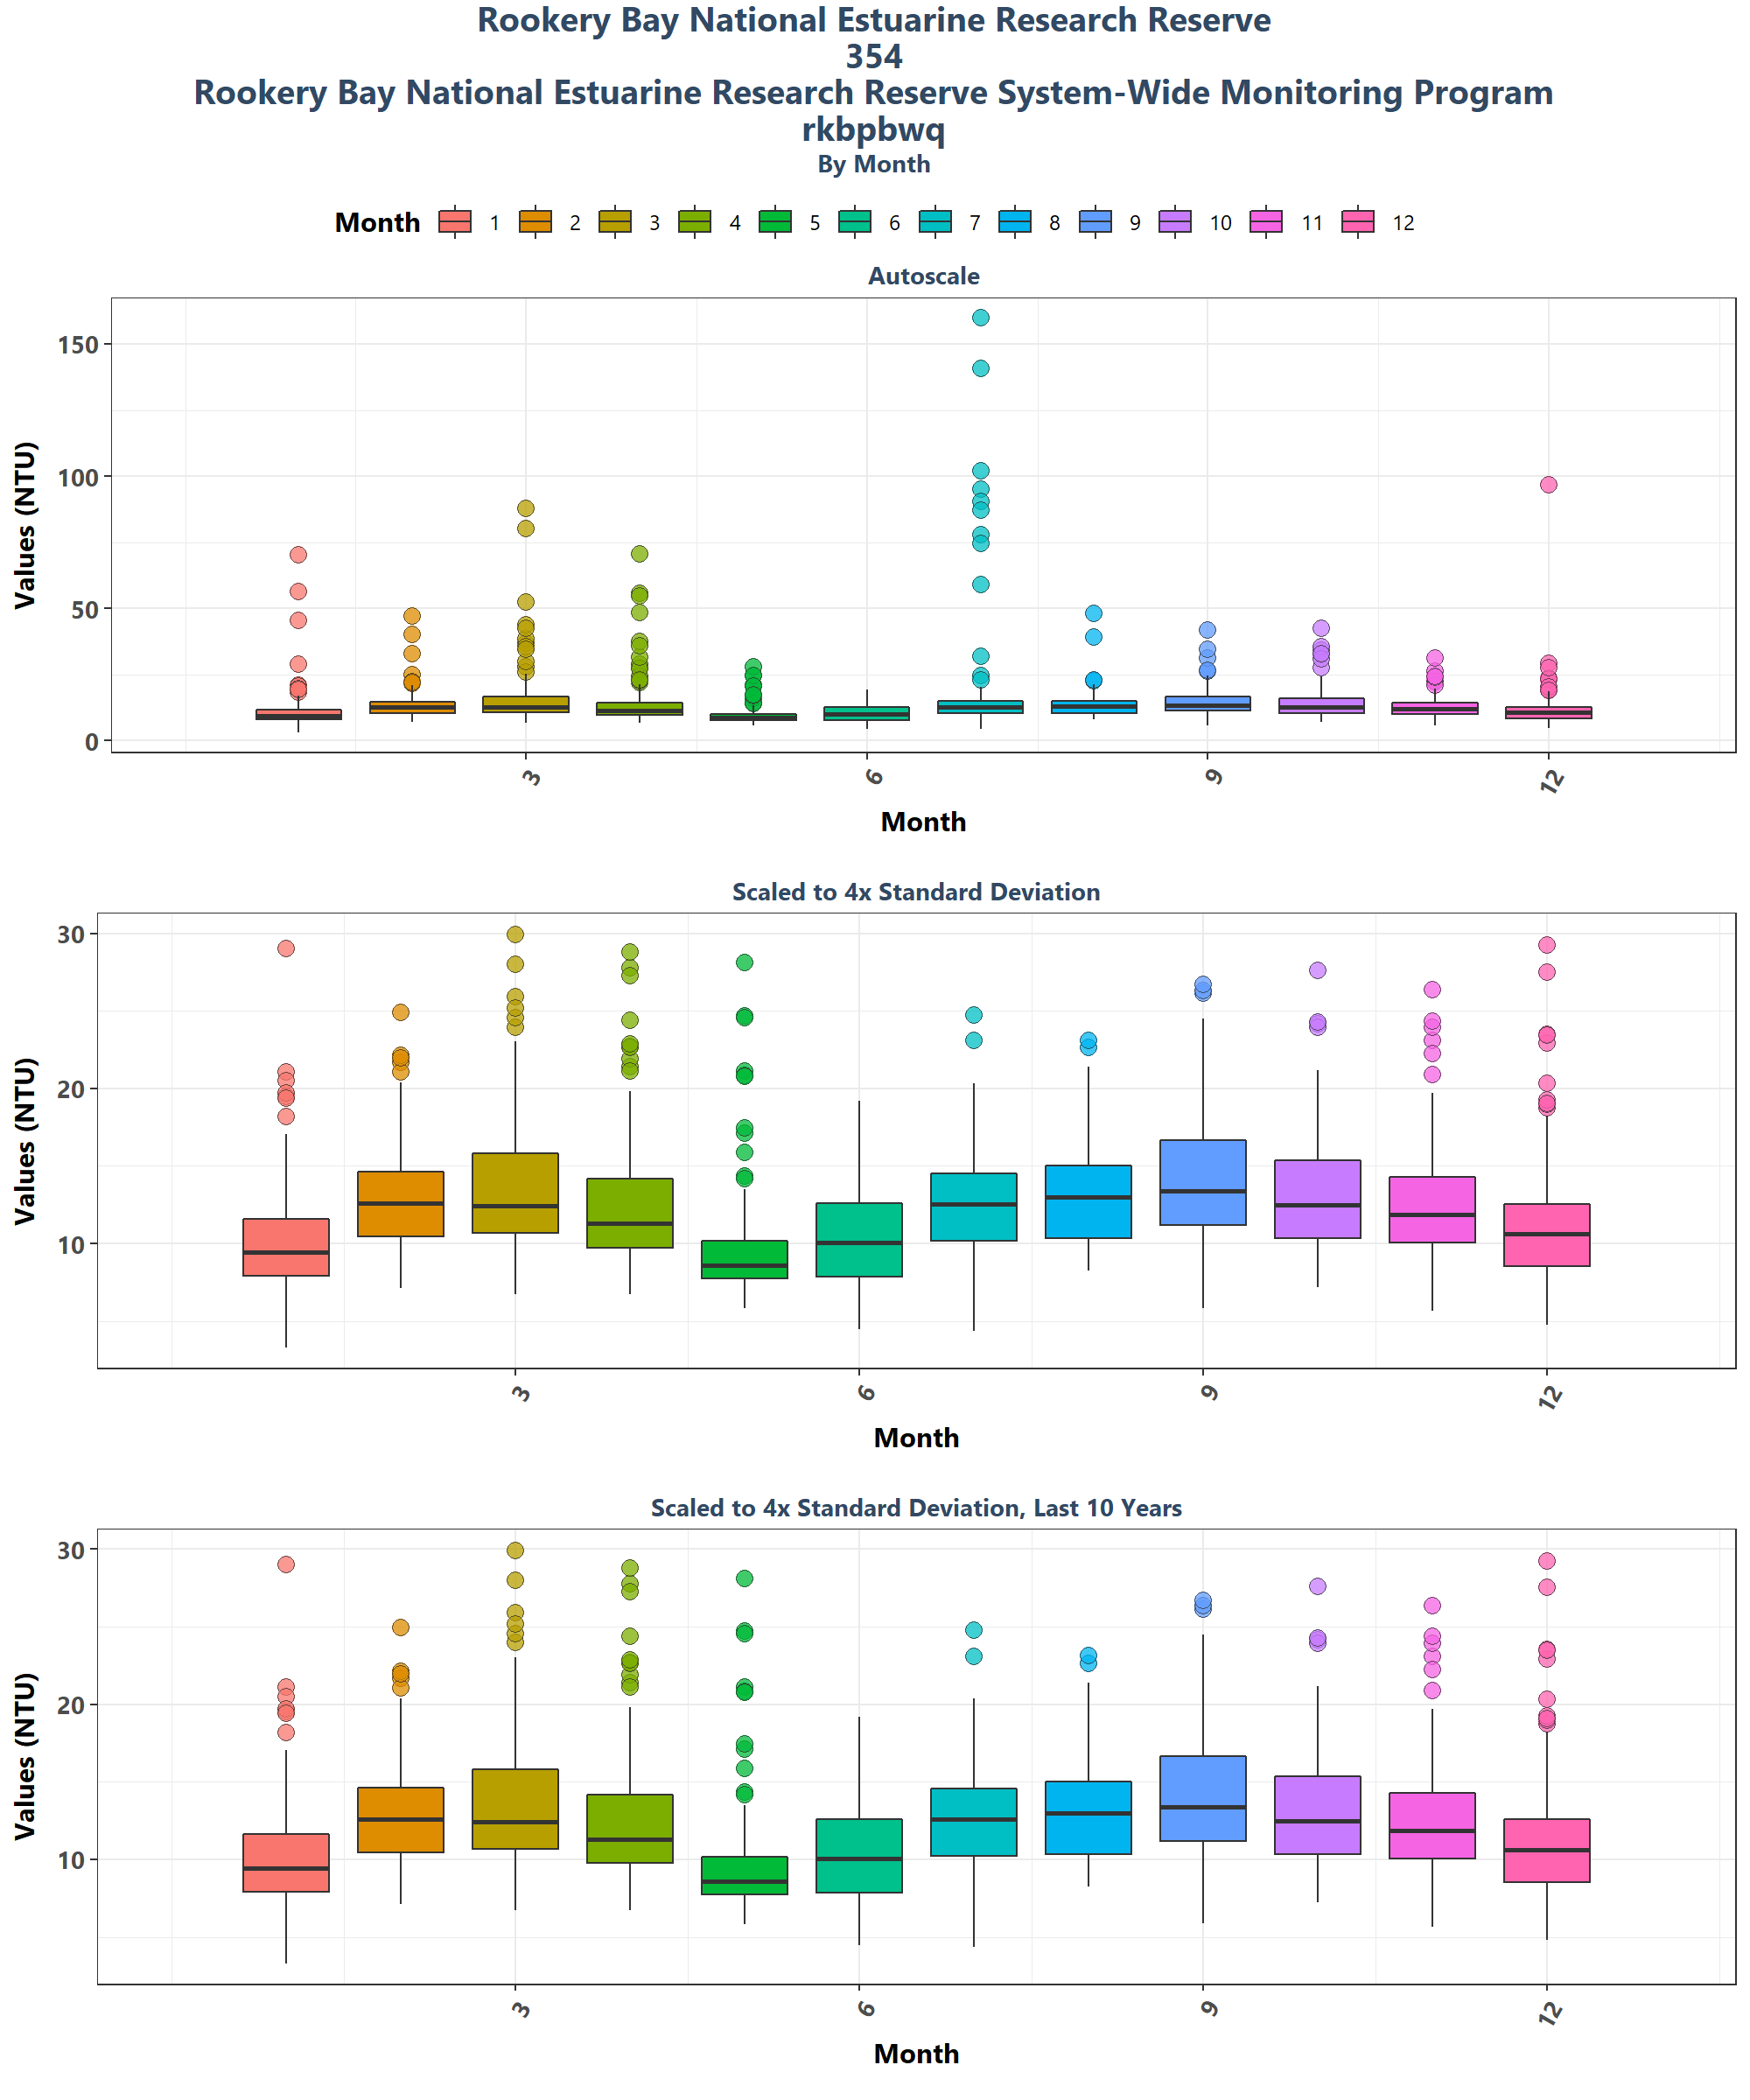 Rookery Bay National Estuarine Research Reserve
354
Rookery Bay National Estuarine Research Reserve System-Wide Monitoring Program
rkbpbwq
By Month
Month 1 2 3 4 5 6 7 8 9 10 11 12
Autoscale
Values (NTU)
150
100
50
0
3 6 9 12
Month
Scaled to 4x Standard Deviation
Values (NTU)
30
20
10
3 6 9 12
Month
Scaled to 4x Standard Deviation, Last 10 Years
Values (NTU)
30
20
10
3 6 9 12
Month